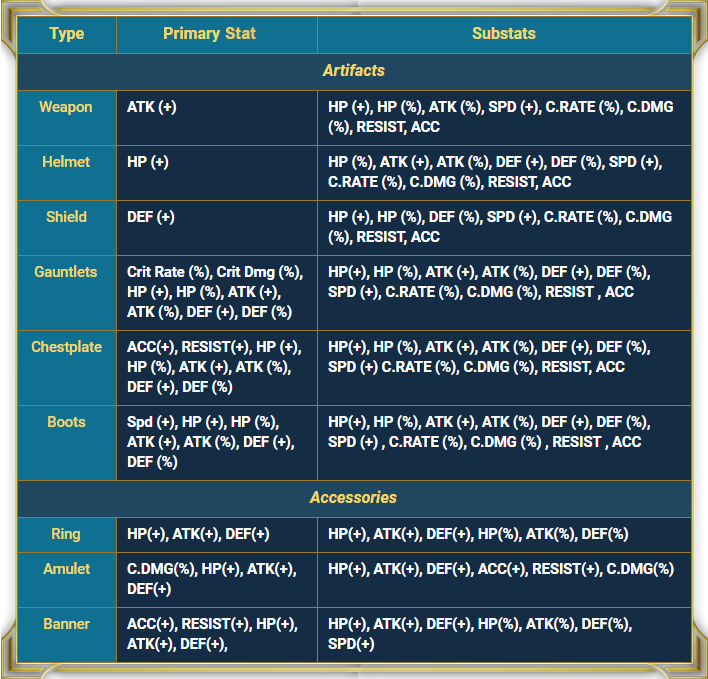 Type Primary Stat Substats
Artifacts
Weapon ATK (+) HP (+), HP (%), ATK (%), SPD (+), C.RATE (%), C.DMG
(%), RESIST, ACC
Helmet HP (+) HP (%), ATK (+), ATK (%), DEF (+), DEF (%), SPD (+),
C.RATE (%), C.DMG (%), RESIST, ACC
Shield DEF (+) HP (+), HP (%), DEF (%), SPD (+), C.RATE (%), C.DMG
(%), RESIST, ACC
Gauntlets Crit Rate (%), Crit Dmg (%), HP(+), HP (%), ATK (+), ATK (%), DEF (+), DEF (%),
HP (+), HP (%), ATK (+), SPD (+), C.RATE (%), C.DMG (%), RESIST , ACC
ATK (%), DEF (+), DEF (%)
Chestplate ACC(+), RESIST(+), HP (+), HP(+), HP (%), ATK (+), ATK (%), DEF (+), DEF (%),
HP (%), ATK (+), ATK (%), SPD (+) C.RATE (%), C.DMG (%), RESIST, ACC
DEF (+), DEF (%)
Boots Spd (+), HP (+), HP (%), HP(+), HP (%), ATK (+), ATK (%), DEF (+), DEF (%),
ATK (+), ATK (%), DEF (+), SPD (+) , C.RATE (%), C.DMG (%) , RESIST , ACC
DEF (%)
Accessories
Ring HP(+), ATK(+), DEF(+) HP(+), ATK(+), DEF(+), HP(%), ATK(%), DEF(%)
Amulet C.DMG(%), HP(+), ATK(+), HP(+), ATK(+), DEF(+), ACC(+), RESIST(+), C.DMG(%)
DEF(+)
Banner ACC(+), RESIST(+), HP(+), HP(+), ATK(+), DEF(+), HP(%), ATK(%), DEF(%),
ATK(+), DEF(+), SPD(+)